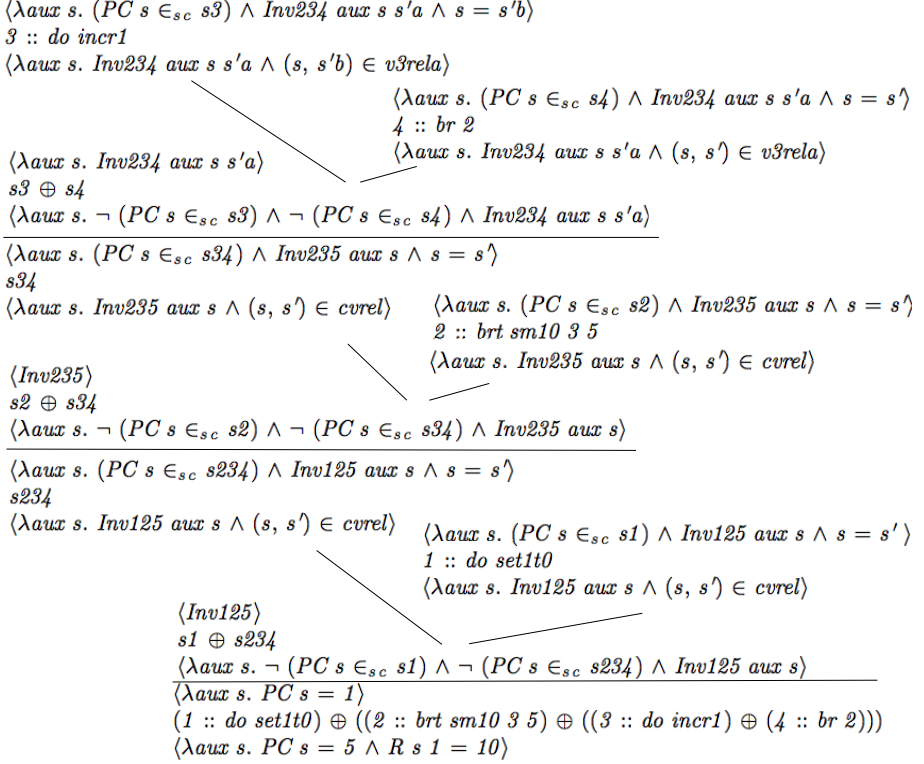 ⟨λaux s. (PC s ∈sc s3) ∧ Inv234 aux s s′a ∧ s = s′b⟩
3 :: do incr1
⟨λaux s. Inv234 aux s s′a ∧ (s, s′b) ∈ v3rela⟩
⟨λaux s. (PC s ∈sc s4) ∧ Inv234 aux s s′a ∧ s = s′⟩
4 :: br 2
⟨λaux s. Inv234 aux s s′a ∧ (s, s′) ∈ v3rela⟩
⟨λaux s. Inv234 aux s s′a⟩
s3 ⊕ s4
⟨λaux s. ¬ (PC s ∈sc s3) ∧ ¬ (PC s ∈sc s4) ∧ Inv234 aux s s′a⟩
⟨λaux s. (PC s ∈sc s34) ∧ Inv235 aux s ∧ s = s′⟩
s34
⟨λaux s. Inv235 aux s ∧ (s, s′) ∈ cvrel⟩
⟨λaux s. (PC s ∈sc s2) ∧ Inv235 aux s ∧ s = s′⟩
2 :: brt sm10 3 5
⟨λaux s. Inv235 aux s ∧ (s, s′) ∈ cvrel⟩
⟨Inv235⟩
s2 ⊕ s34
⟨λaux s. ¬ (PC s ∈sc s2) ∧ ¬ (PC s ∈sc s34) ∧ Inv235 aux s⟩
⟨λaux s. (PC s ∈sc s234) ∧ Inv125 aux s ∧ s = s′⟩
s234
⟨λaux s. Inv125 aux s ∧ (s, s′) ∈ cvrel⟩
⟨λaux s. (PC s ∈sc s1) ∧ Inv125 aux s ∧ s = s′ ⟩
1 :: do set1t0
⟨λaux s. Inv125 aux s ∧ (s, s′) ∈ cvrel⟩
⟨Inv125⟩
s1 ⊕ s234
⟨λaux s. ¬ (PC s ∈sc s1) ∧ ¬ (PC s ∈sc s234) ∧ Inv125 aux s⟩
⟨λaux s. PC s = 1⟩
(1 :: do set1t0) ⊕ ((2 :: brt sm10 3 5) ⊕ ((3 :: do incr1) ⊕ (4 :: br 2)))
⟨λaux s. PC s = 5 ∧ R s 1 = 10⟩